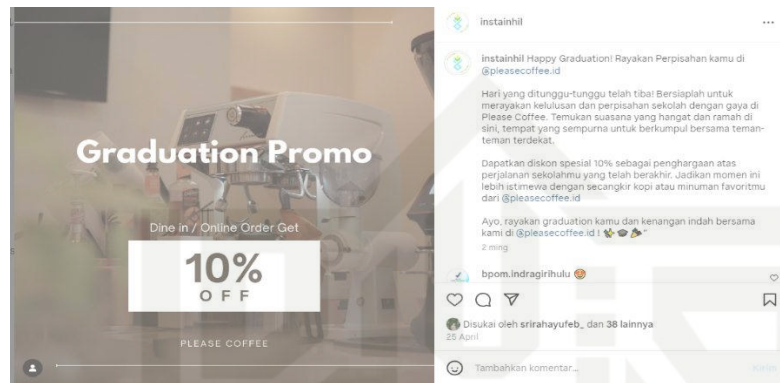 Graduation Promo
Dine in / Online Order Get
10%
OFF
PLEASE COFFEE
instainhil
instainhil Happy Graduation! Rayakan Perpisahan kamu di
@pleasecoffee.id
Hari yang ditunggu-tunggu telah tiba! Bersiaplah untuk
merayakan kelulusan dan perpisahan sekolah dengan gaya di
Please Coffee. Temukan suasana yang hangat dan ramah di
sini, tempat yang sempurna untuk berkumpul bersama teman-
teman terdekat.
Dapatkan diskon spesial 10% sebagai penghargaan atas
perjalanan sekolahmu yang telah berakhir. Jadikan momen ini
lebih istimewa dengan secangkir kopi atau minuman favoritmu
dari @pleasecoffee.id
Ayo, rayakan graduation kamu dan kenangan indah bersama
kami di @pleasecoffee.id ! 🌿🎓🎉"
2 ming
bpom.indragirihulu 😍
Disukai oleh srirahayufeb_ dan 38 lainnya
25 April
Tambahkan komentar...